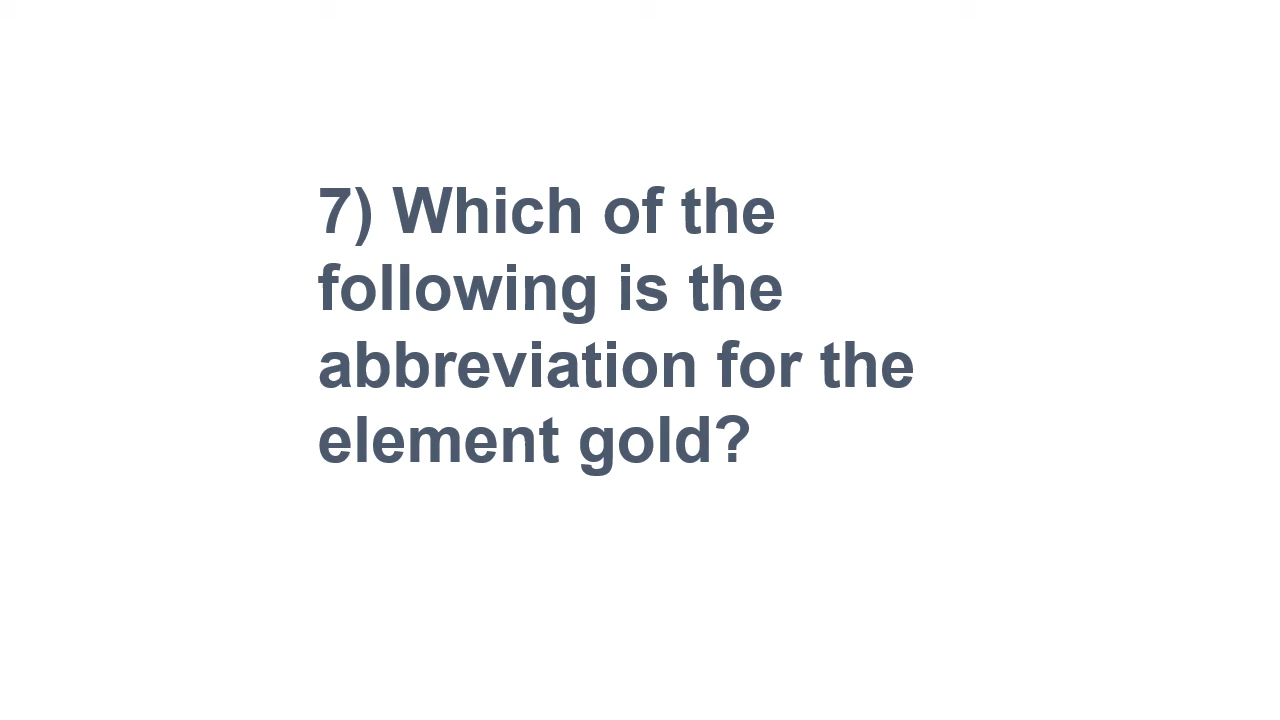 7) Which of the
following is the
abbreviation for the
element gold?